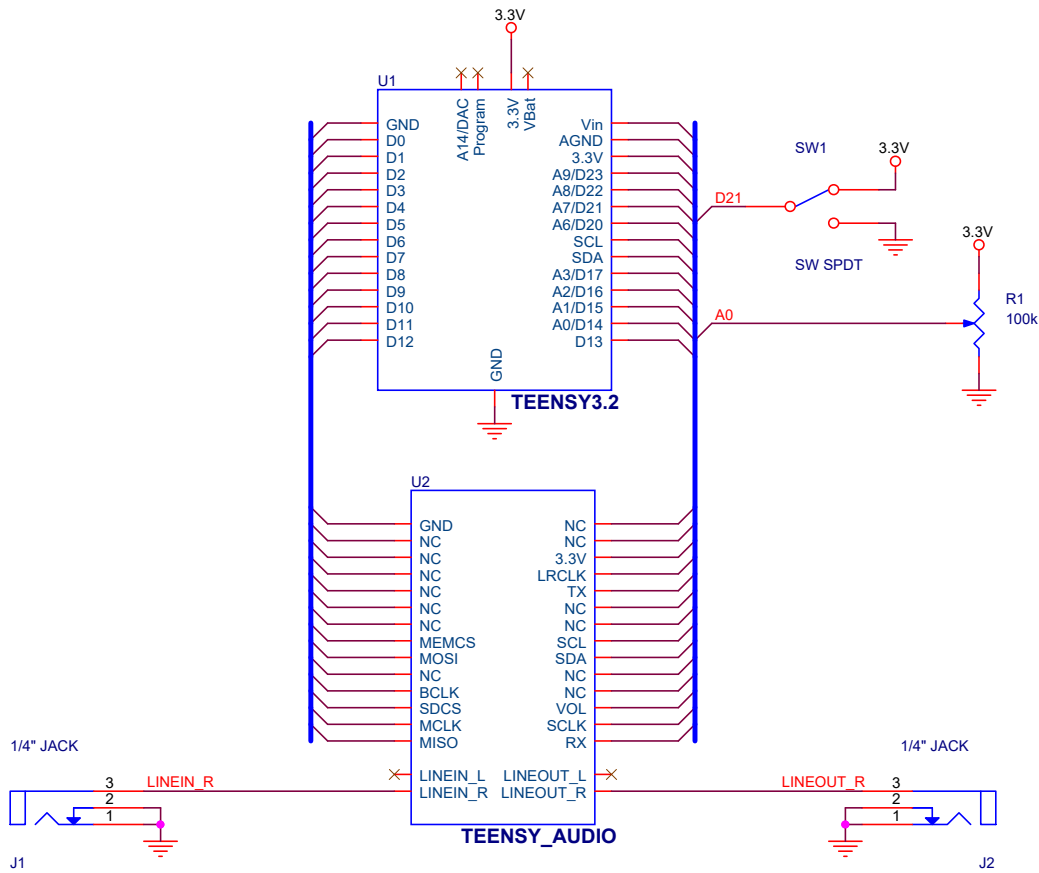 3.3V
U1
A14/DAC
Program
3.3V
VBat
GND
D0
D1
D2
D3
D4
D5
D6
D7
D8
D9
D10
D11
D12
Vin
AGND
3.3V
A9/D23
A8/D22
A7/D21
A6/D20
SCL
SDA
A3/D17
A2/D16
A1/D15
A0/D14
D13
GND
TEENSY3.2
SW1
3.3V
D21
SW SPDT
3.3V
R1
100k
A0
U2
GND
NC
NC
NC
NC
NC
NC
MEMCS
MOSI
NC
BCLK
SDCS
MCLK
MISO
LINEIN_L
LINEIN_R
NC
NC
3.3V
LRCLK
TX
NC
NC
SCL
SDA
NC
NC
VOL
SCLK
RX
LINEOUT_L
LINEOUT_R
TEENSY_AUDIO
1/4" JACK
3
2
1
LINEIN_R
J1
1/4" JACK
LINEOUT_R
3
2
1
J2